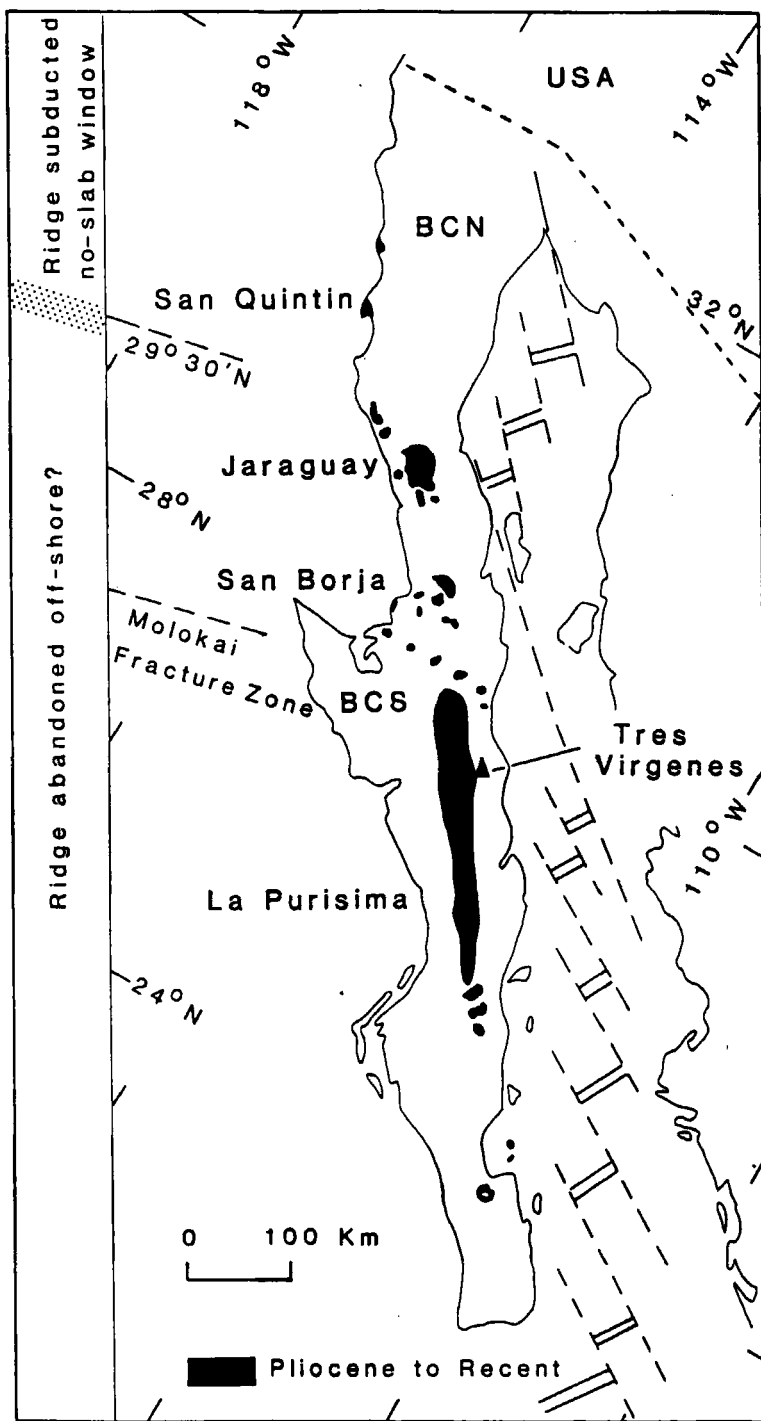 Ridge subducted
no-slab window
Ridge abandoned off-shore?
118°W
USA
114°W
BCN
San Quintin
32°N
29° 30'N
Jaraguay
28°N
San Borja
Molokai
Fracture Zone
BCS
Tres
Virgenes
110°W
La Purisima
24°N
0 100 Km
Pliocene to Recent